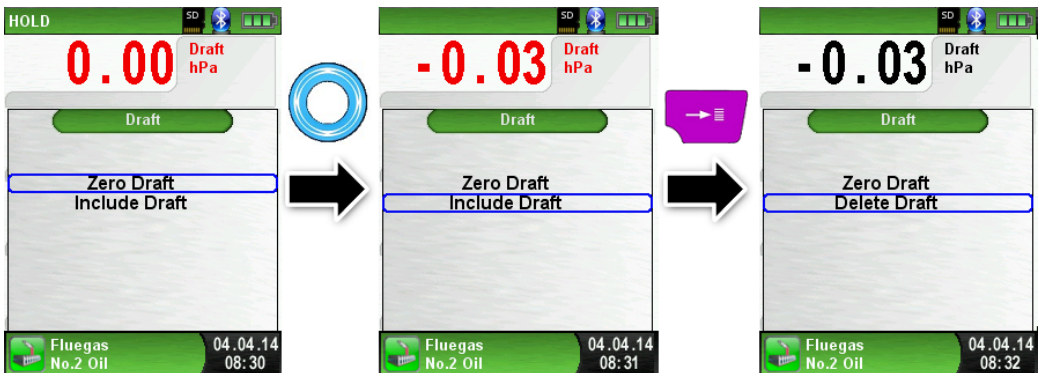 HOLD
SD
0.00
Draft
hPa
Draft
Zero Draft
Include Draft
Fluegas
No.2 Oil
04.04.14
08:30
SD
-0.03
Draft
hPa
Draft
Zero Draft
Include Draft
Fluegas
No.2 Oil
04.04.14
08:31
SD
-0.03
Draft
hPa
Draft
Zero Draft
Delete Draft
Fluegas
No.2 Oil
04.04.14
08:32